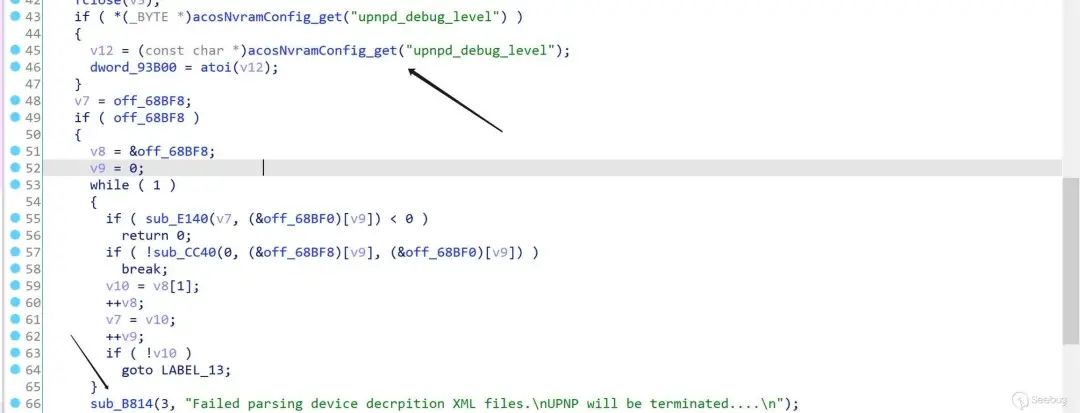 42 fclose(v5);
43 if ( *(_BYTE *)acosNvramConfig_get("upnpd_debug_level") )
44 {
45 v12 = (const char *)acosNvramConfig_get("upnpd_debug_level");
46 dword_93B00 = atoi(v12);
47 }
48 v7 = off_68BF8;
49 if ( off_68BF8 )
50 {
51 v8 = &off_68BF8;
52 v9 = 0;
53 while ( 1 )
54 {
55 if ( sub_E140(v7, (&off_68BF0)[v9]) < 0 )
56 return 0;
57 if ( !sub_CC40(0, (&off_68BF8)[v9], (&off_68BF0)[v9]) )
58 break;
59 v10 = v8[1];
60 ++v8;
61 v7 = v10;
62 ++v9;
63 if ( !v10 )
64 goto LABEL_13;
65 }
66 sub_B814(3, "Failed parsing device decrpition XML files.\nUPNP will be terminated....\n");
Seebug